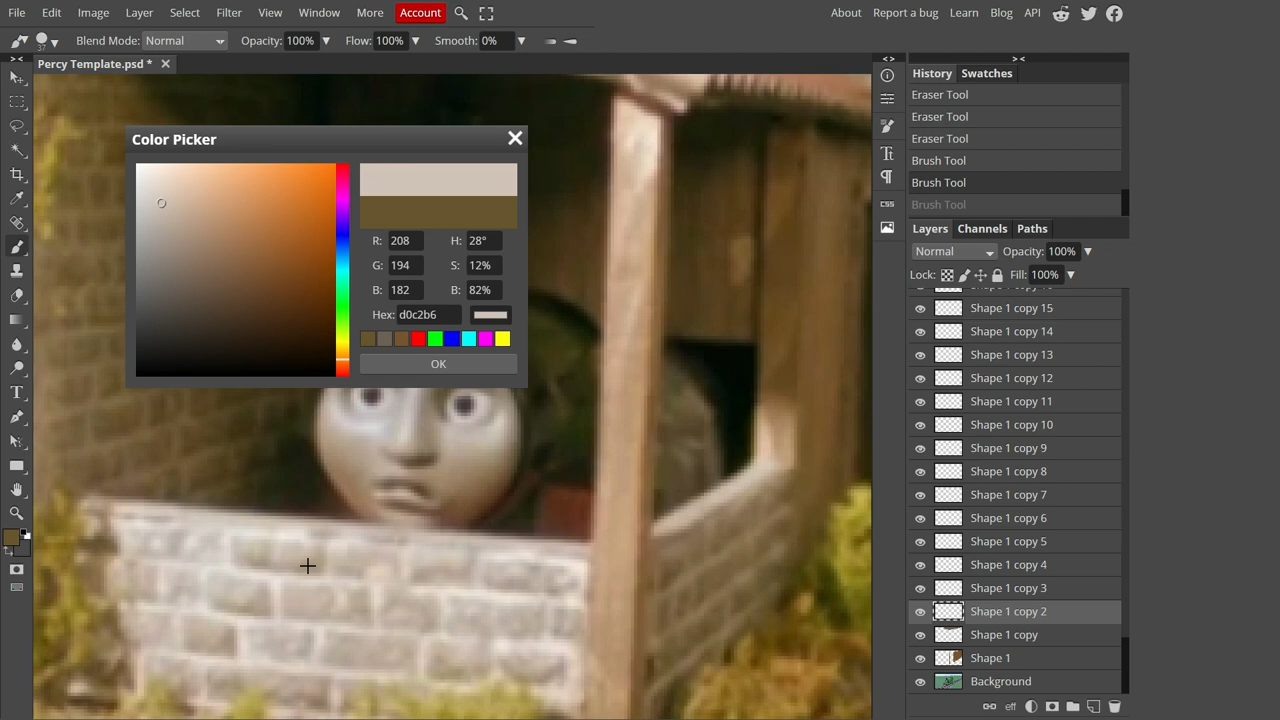 File Edit Image Layer Select Filter View Window More Account About Report a bug Learn Blog API
37 Blend Mode: Normal Opacity: 100% Flow: 100% Smooth: 0%
> < < > > <
Percy Template.psd *
History Swatches
Eraser Tool
Eraser Tool
Eraser Tool
Brush Tool
Brush Tool
Brush Tool
Color Picker
R: 208 H: 28°
G: 194 S: 12%
B: 182 B: 82%
Hex: d0c2b6
OK
CSS
Layers Channels Paths
Normal Opacity: 100%
Lock: Fill: 100%
Shape 1 copy 15
Shape 1 copy 14
Shape 1 copy 13
Shape 1 copy 12
Shape 1 copy 11
Shape 1 copy 10
Shape 1 copy 9
Shape 1 copy 8
Shape 1 copy 7
Shape 1 copy 6
Shape 1 copy 5
Shape 1 copy 4
Shape 1 copy 3
Shape 1 copy 2
Shape 1 copy
Shape 1
Background
eff